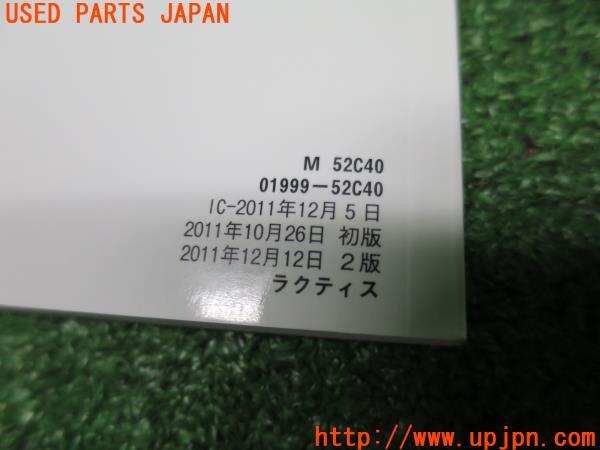 USED PARTS JAPAN
M 52C40
01999-52C40
IC-2011年12月5日
2011年10月26日 初版
2011年12月12日 2版
ラクティス
http://www.upjpn.com